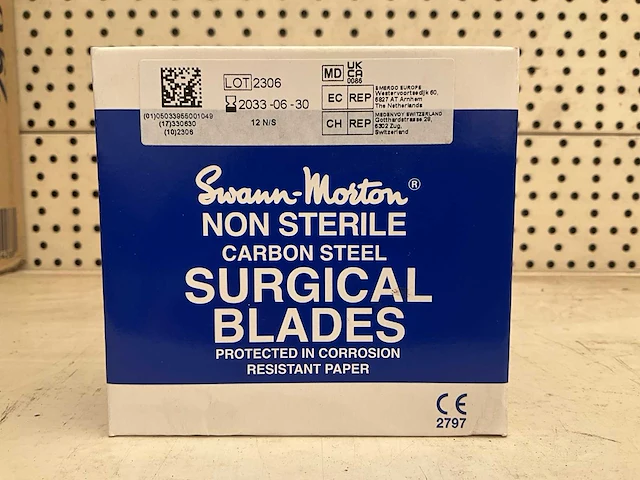 LOT 2306
2033-06-30
(01)05033955001049
(17)330630
(10)2306
12 N/S
MD UK CA 0086
EC REP
EMERGO EUROPE
Westervoortsedijk 60,
6827 AT Arnhem
The Netherlands
CH REP
MEDENVOY SWITZERLAND
Gotthardstrasse 28,
6302 Zug,
Switzerland
Swann-Morton®
NON STERILE
CARBON STEEL
SURGICAL
BLADES
PROTECTED IN CORROSION
RESISTANT PAPER
CE
2797